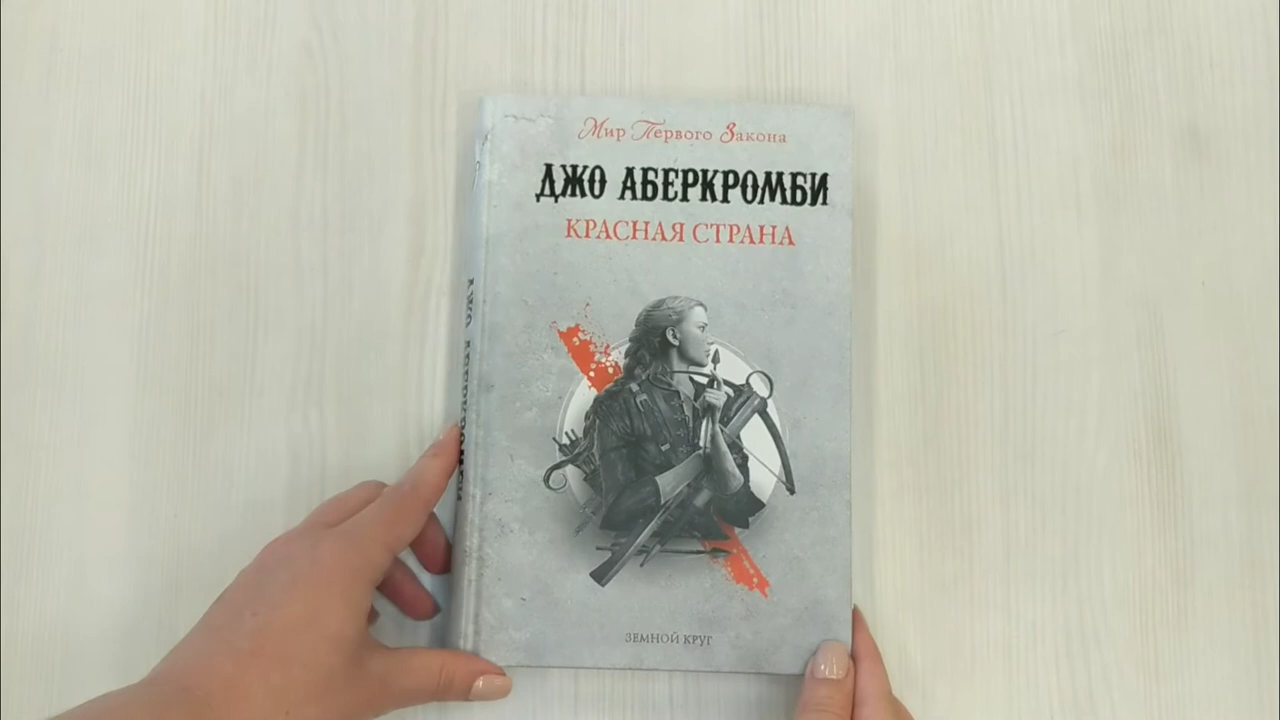 Мир Первого Закона
ДЖО АБЕРКРОМБИ
КРАСНАЯ СТРАНА
ЗЕМНОЙ КРУГ
ДЖО АБЕРКРОМБИ